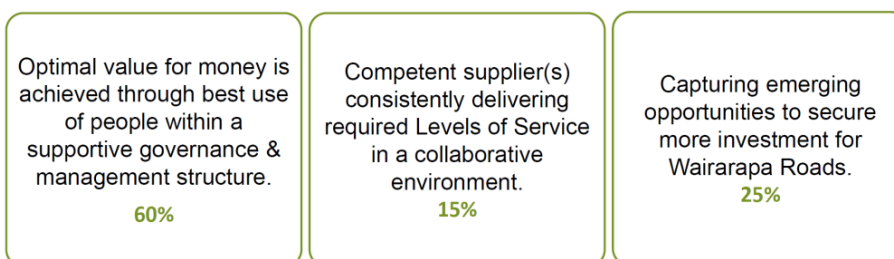 Optimal value for money is
achieved through best use
of people within a
supportive governance &
management structure.
60%
Competent supplier(s)
consistently delivering
required Levels of Service
in a collaborative
environment.
15%
Capturing emerging
opportunities to secure
more investment for
Wairarapa Roads.
25%